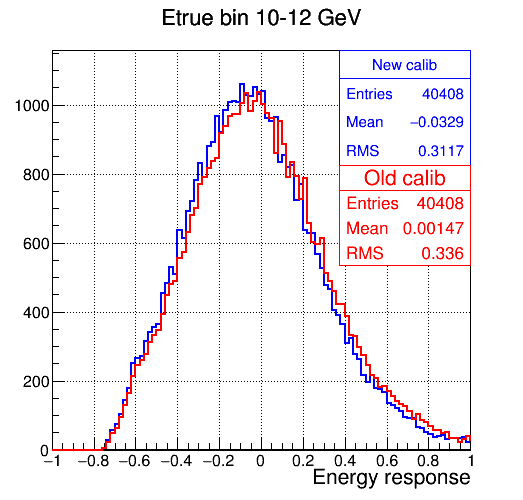 Etrue bin 10-12 GeV
New calib
Entries 40408
Mean −0.0329
RMS 0.3117
Old calib
Entries 40408
Mean 0.00147
RMS 0.336
1000
800
600
400
200
0
−1 −0.8 −0.6 −0.4 −0.2 0 0.2 0.4 0.6 0.8 1
Energy response